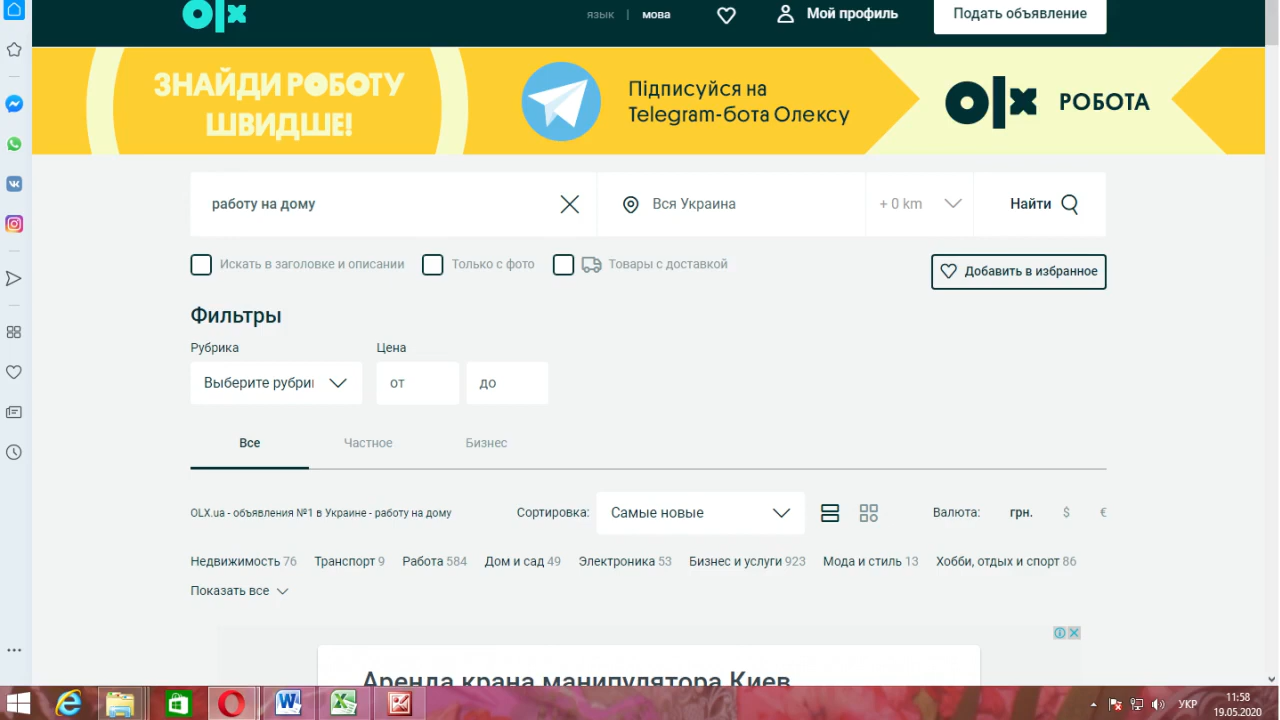 olx
язык | мова
Мой профиль
Подать объявление
ЗНАЙДИ РОБОТУ
ШВИДШЕ!
Підписуйся на
Telegram-бота Олексу
olx РОБОТА
работу на дому
Вся Украина
+ 0 km
Найти
Искать в заголовке и описании
Только с фото
Товары с доставкой
Добавить в избранное
Фильтры
Рубрика
Цена
Выберите рубри
от
до
Все
Частное
Бизнес
OLX.ua - объявления №1 в Украине - работу на дому
Сортировка:
Самые новые
Валюта:
грн.
$
€
Недвижимость 76
Транспорт 9
Работа 584
Дом и сад 49
Электроника 53
Бизнес и услуги 923
Мода и стиль 13
Хобби, отдых и спорт 86
Показать все
Аренда крана манипулятора Киев
УКР
11:58
19.05.2020